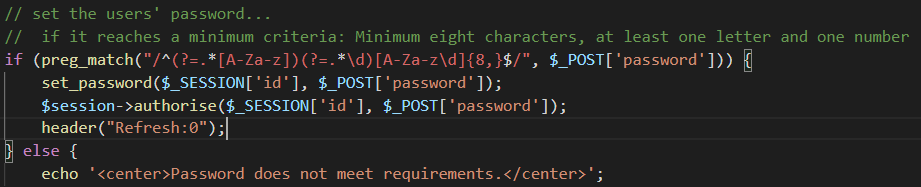 // set the users' password...
//  if it reaches a minimum criteria: Minimum eight characters, at least one letter and one number
if (preg_match("/^(?=.*[A-Za-z])(?=.*\d)[A-Za-z\d]{8,}$/", $_POST['password'])) {
    set_password($_SESSION['id'], $_POST['password']);
    $session->authorise($_SESSION['id'], $_POST['password']);
    header("Refresh:0");
} else {
    echo '<center>Password does not meet requirements.</center>';